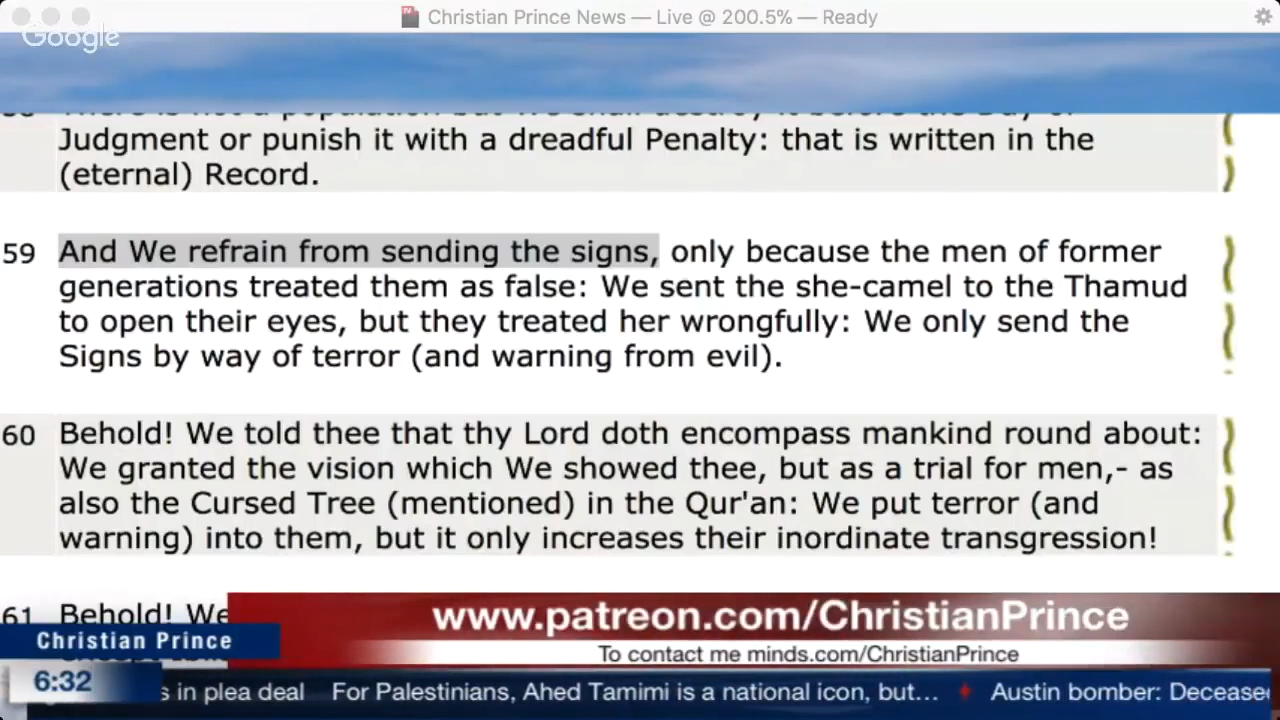 Christian Prince News — Live @ 200.5% — Ready
Google
Judgment or punish it with a dreadful Penalty: that is written in the
(eternal) Record.
59 And We refrain from sending the signs, only because the men of former
generations treated them as false: We sent the she-camel to the Thamud
to open their eyes, but they treated her wrongfully: We only send the
Signs by way of terror (and warning from evil).
60 Behold! We told thee that thy Lord doth encompass mankind round about:
We granted the vision which We showed thee, but as a trial for men,- as
also the Cursed Tree (mentioned) in the Qur'an: We put terror (and
warning) into them, but it only increases their inordinate transgression!
61 Behold! We
www.patreon.com/ChristianPrince
Christian Prince
To contact me minds.com/ChristianPrince
6:32
s in plea deal For Palestinians, Ahed Tamimi is a national icon, but... Austin bomber: Decease